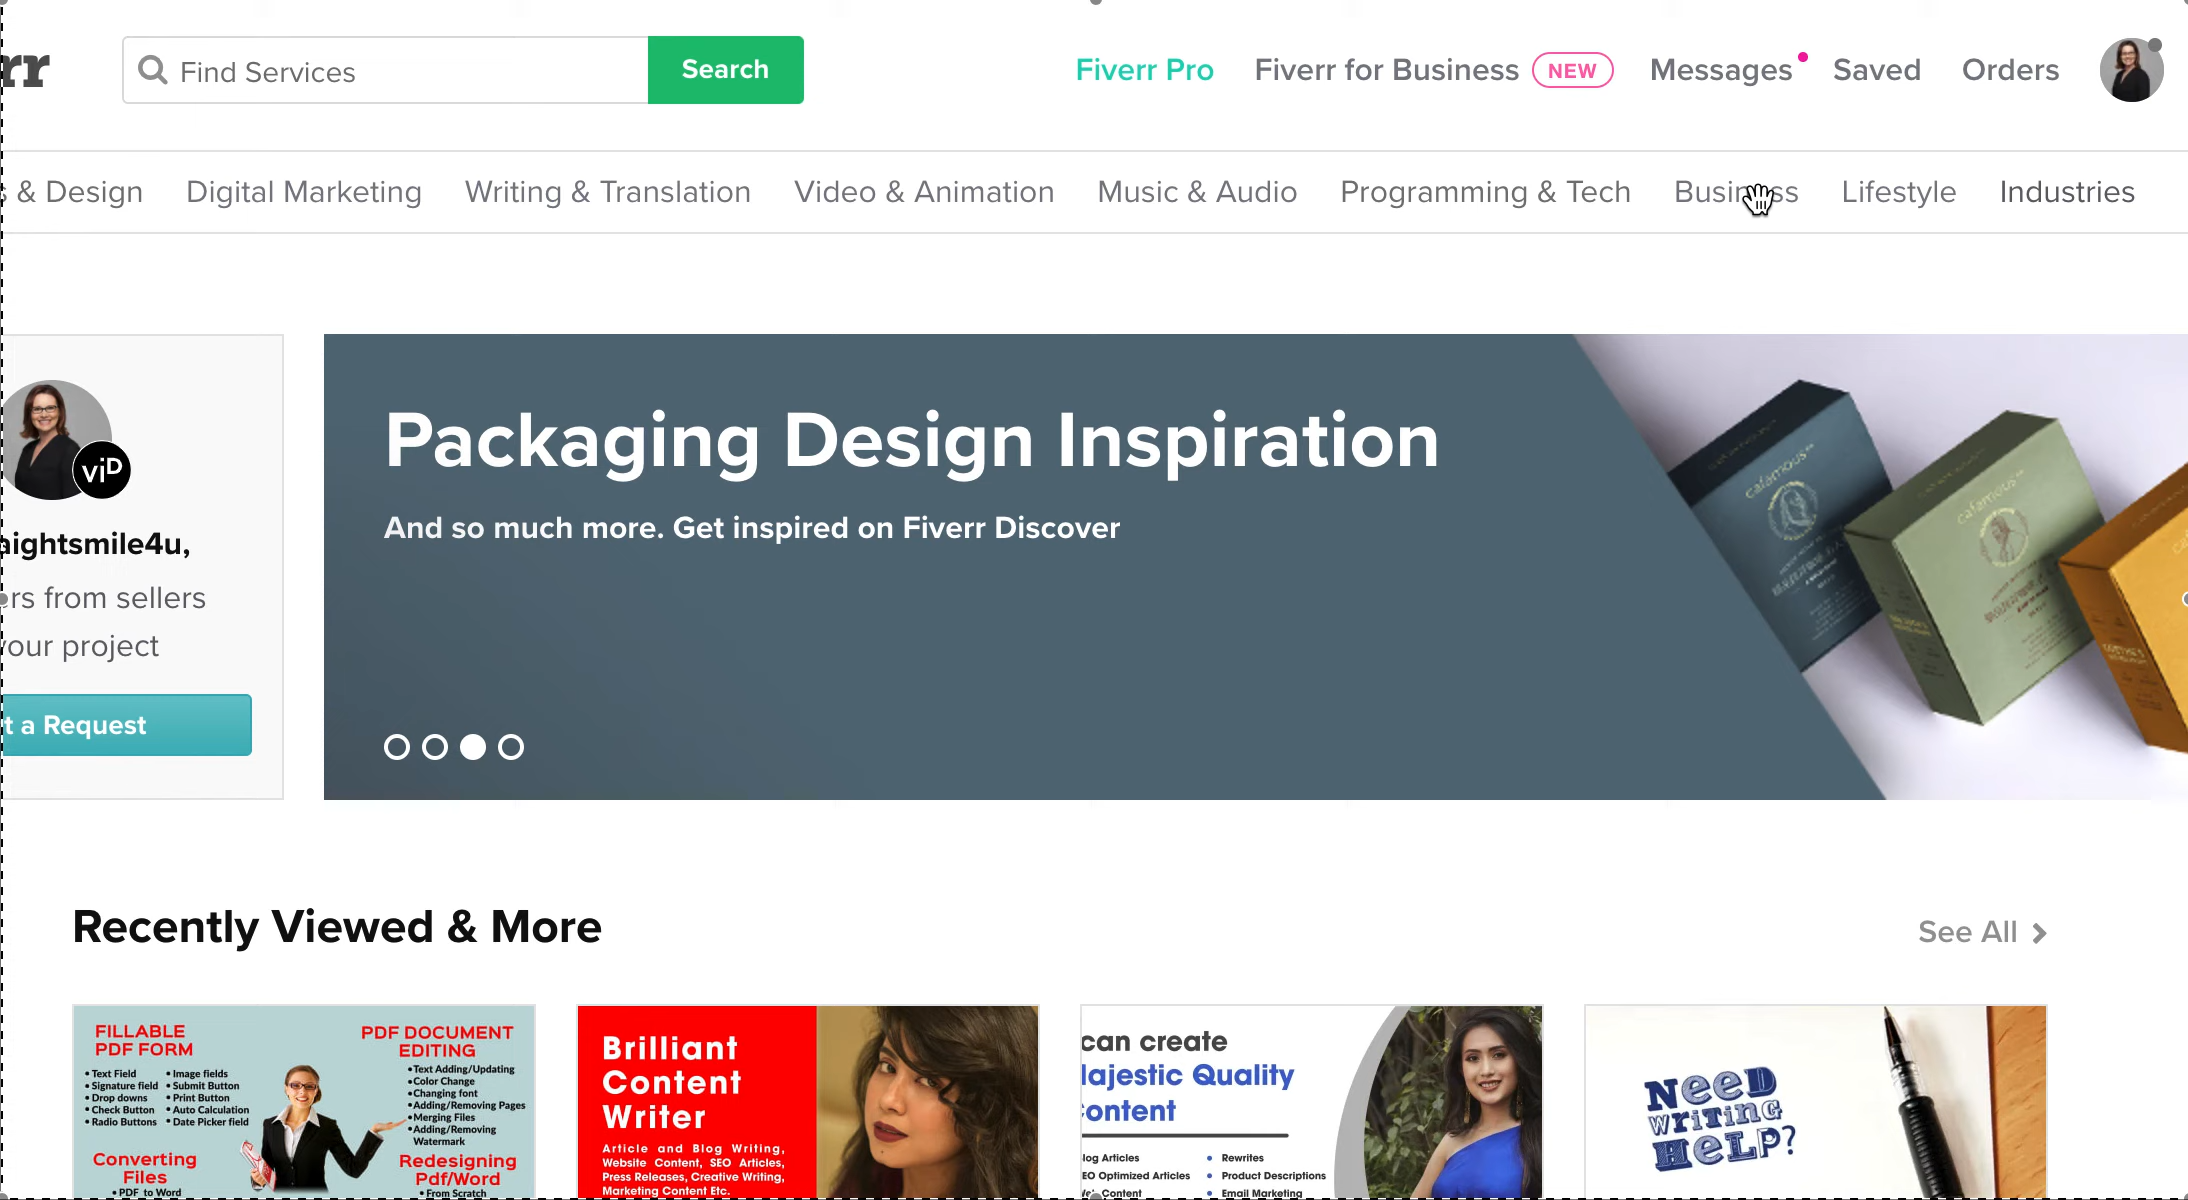 rr
Find Services
Search
Fiverr Pro
Fiverr for Business NEW
Messages
Saved
Orders
& Design
Digital Marketing
Writing & Translation
Video & Animation
Music & Audio
Programming & Tech
Business
Lifestyle
Industries
viD
aightsmile4u,
rs from sellers
your project
t a Request
Packaging Design Inspiration
And so much more. Get inspired on Fiverr Discover
cafamous
cafamous
Recently Viewed & More
See All
FILLABLE
PDF FORM
• Text Field
• Signature field
• Drop downs
• Check Button
• Radio Buttons
• Image fields
• Submit Button
• Print Button
• Auto Calculation
• Date Picker field
Converting
Files
• PDF to Word
PDF DOCUMENT
EDITING
• Text Adding/Updating
• Color Change
• Changing font
• Adding/Removing Pages
• Merging Files
• Adding/Removing
Watermark
Redesigning
Pdf/Word
• From Scratch
Brilliant
Content
Writer
Article and Blog Writing,
Website Content, SEO Articles,
Press Releases, Creative Writing,
Marketing Content Etc.
can create
ajestic Quality
ontent
log Articles
EO Optimized Articles
Content
• Rewrites
• Product Descriptions
• Email Marketing
NEED
WRITING
HELP?